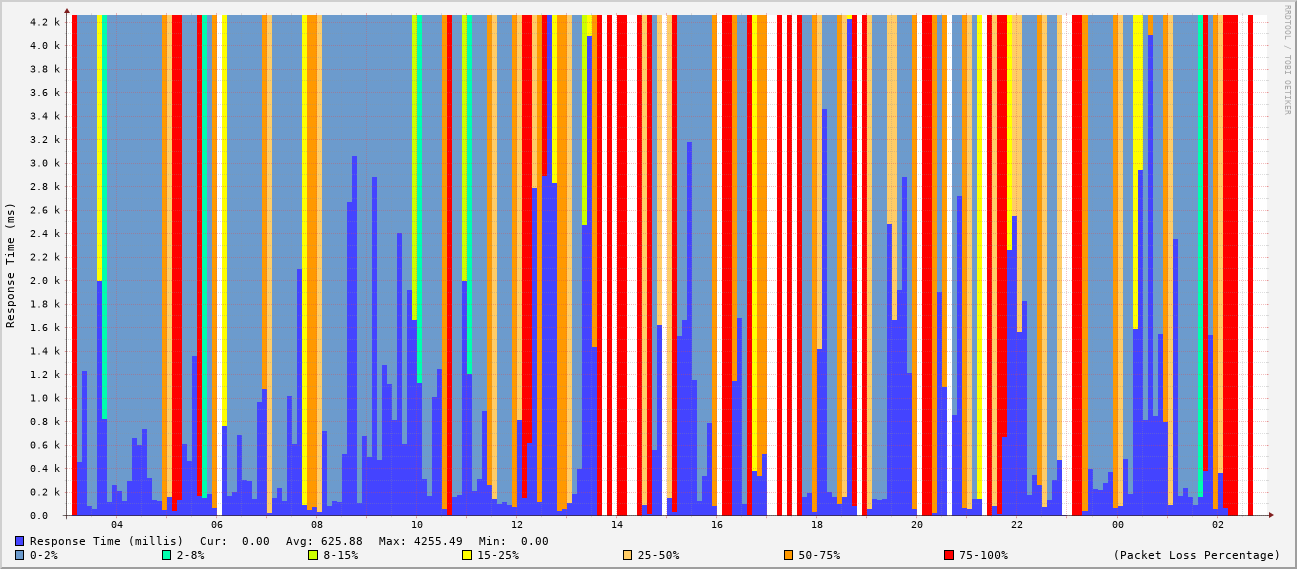 RRDTOOL / TOBI OETIKER
Response Time (ms)
4.2 k
4.0 k
3.8 k
3.6 k
3.4 k
3.2 k
3.0 k
2.8 k
2.6 k
2.4 k
2.2 k
2.0 k
1.8 k
1.6 k
1.4 k
1.2 k
1.0 k
0.8 k
0.6 k
0.4 k
0.2 k
0.0
04 06 08 10 12 14 16 18 20 22 00 02
Response Time (millis) Cur: 0.00 Avg: 625.88 Max: 4255.49 Min: 0.00
0-2% 2-8% 8-15% 15-25% 25-50% 50-75% 75-100% (Packet Loss Percentage)